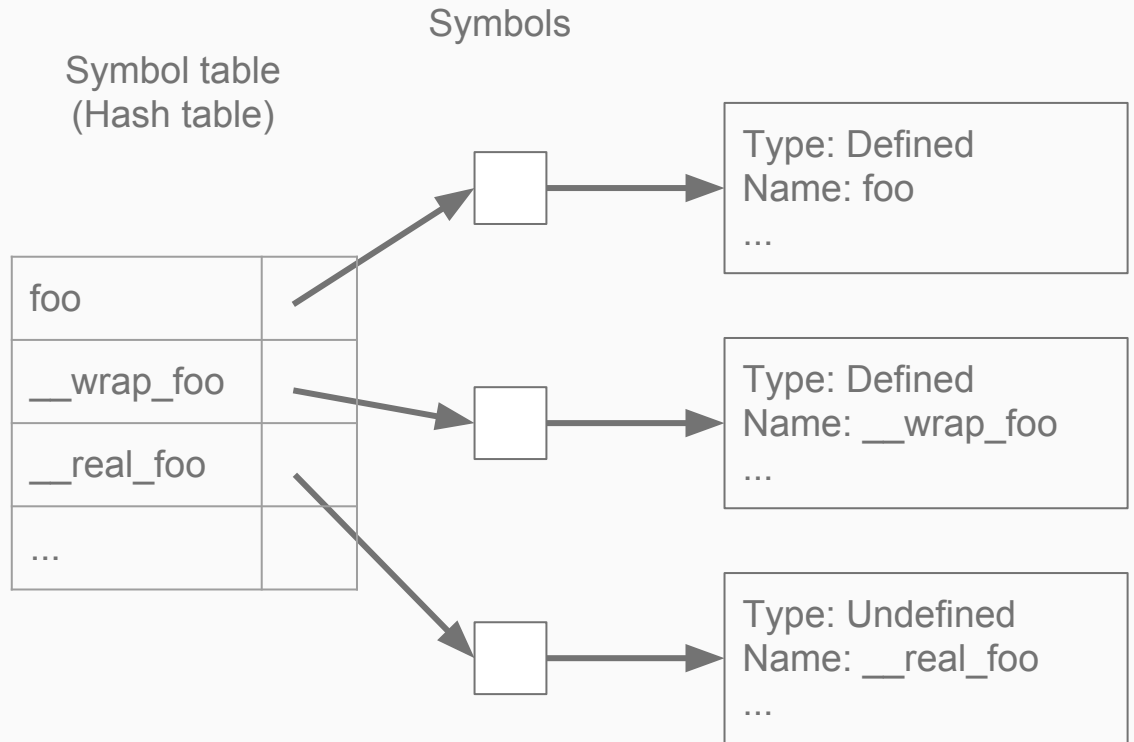 Symbols
Symbol table
(Hash table)
foo
__wrap_foo
__real_foo
...
Type: Defined
Name: foo
...
Type: Defined
Name: __wrap_foo
...
Type: Undefined
Name: __real_foo
...